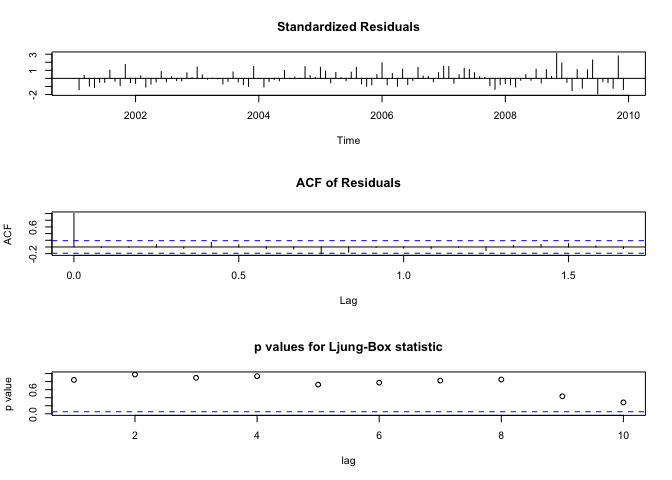 Standardized Residuals
3
1
-2
2002 2004 2006 2008 2010
Time
ACF of Residuals
ACF
0.6
-0.2
0.0 0.5 1.0 1.5
Lag
p values for Ljung-Box statistic
p value
0.6
0.0
2 4 6 8 10
lag